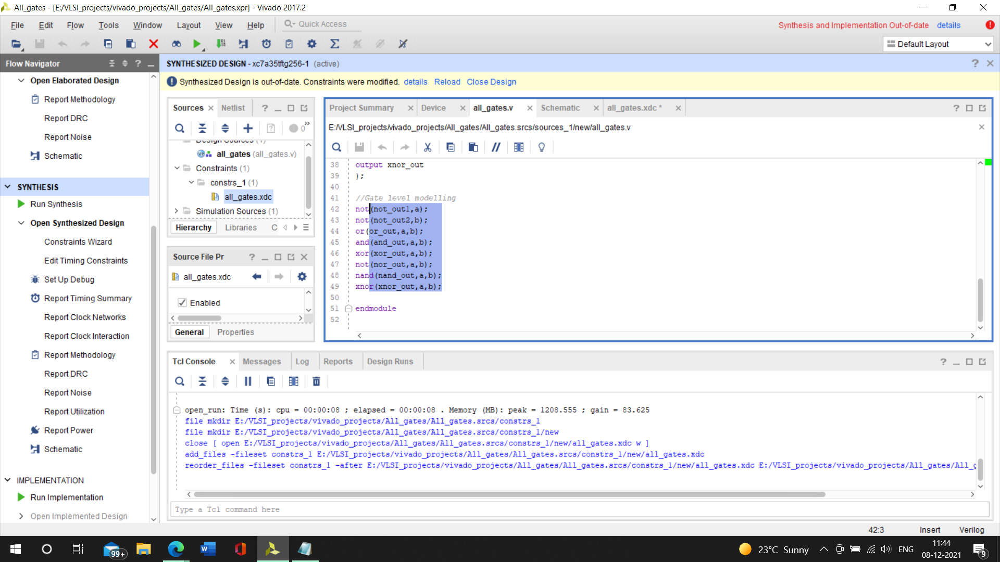 All_gates - [E:/VLSI_projects/vivado_projects/All_gates/All_gates.xpr] - Vivado 2017.2
File Edit Flow Tools Window Layout View Help Quick Access
Synthesis and Implementation Out-of-date details
Default Layout
Flow Navigator
Open Elaborated Design
Report Methodology
Report DRC
Report Noise
Schematic
SYNTHESIS
Run Synthesis
Open Synthesized Design
Constraints Wizard
Edit Timing Constraints
Set Up Debug
Report Timing Summary
Report Clock Networks
Report Clock Interaction
Report Methodology
Report DRC
Report Noise
Report Utilization
Report Power
Schematic
IMPLEMENTATION
Run Implementation
Open Implemented Design
SYNTHESIZED DESIGN - xc7a35tftg256-1 (active)
Synthesized Design is out-of-date. Constraints were modified. details Reload Close Design
Sources Netlist
0
Design Sources (1)
all_gates (all_gates.v)
Constraints (1)
constrs_1 (1)
all_gates.xdc
Simulation Sources (1)
Hierarchy Libraries C
Source File Pr
all_gates.xdc
Enabled
General Properties
Project Summary Device all_gates.v Schematic all_gates.xdc *
E:/VLSI_projects/vivado_projects/All_gates/All_gates.srcs/sources_1/new/all_gates.v
38 output xnor_out
39 );
40
41 //Gate level modelling
42 not(not_out1,a);
43 not(not_out2,b);
44 or(or_out,a,b);
45 and(and_out,a,b);
46 xor(xor_out,a,b);
47 not(nor_out,a,b);
48 nand(nand_out,a,b);
49 xnor(xnor_out,a,b);
50
51 endmodule
52
Tcl Console Messages Log Reports Design Runs
open_run: Time (s): cpu = 00:00:08 ; elapsed = 00:00:08 . Memory (MB): peak = 1208.555 ; gain = 83.625
file mkdir E:/VLSI_projects/vivado_projects/All_gates/All_gates.srcs/constrs_1
file mkdir E:/VLSI_projects/vivado_projects/All_gates/All_gates.srcs/constrs_1/new
close [ open E:/VLSI_projects/vivado_projects/All_gates/All_gates.srcs/constrs_1/new/all_gates.xdc w ]
add_files -fileset constrs_1 E:/VLSI_projects/vivado_projects/All_gates/All_gates.srcs/constrs_1/new/all_gates.xdc
reorder_files -fileset constrs_1 -after E:/VLSI_projects/vivado_projects/All_gates/All_gates.srcs/constrs_1/new/all_gates.xdc E:/VLSI_projects/vivado_projects/All_gates/All_g
Type a Tcl command here
42:3 Insert Verilog
99+
23°C Sunny ENG
11:44
08-12-2021
9